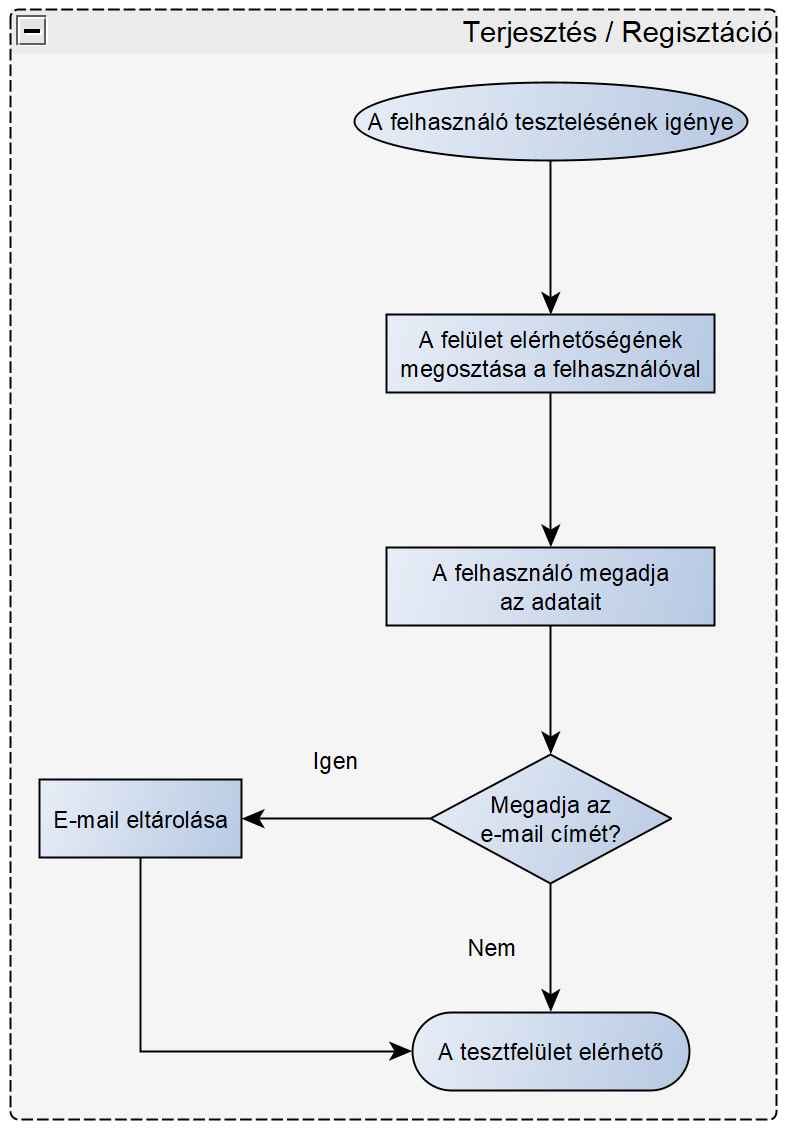 Terjesztés / Regisztáció
A felhasználó tesztelésének igénye
A felület elérhetőségének
megosztása a felhasználóval
A felhasználó megadja
az adatait
Igen
Megadja az
e-mail címét?
E-mail eltárolása
Nem
A tesztfelület elérhető